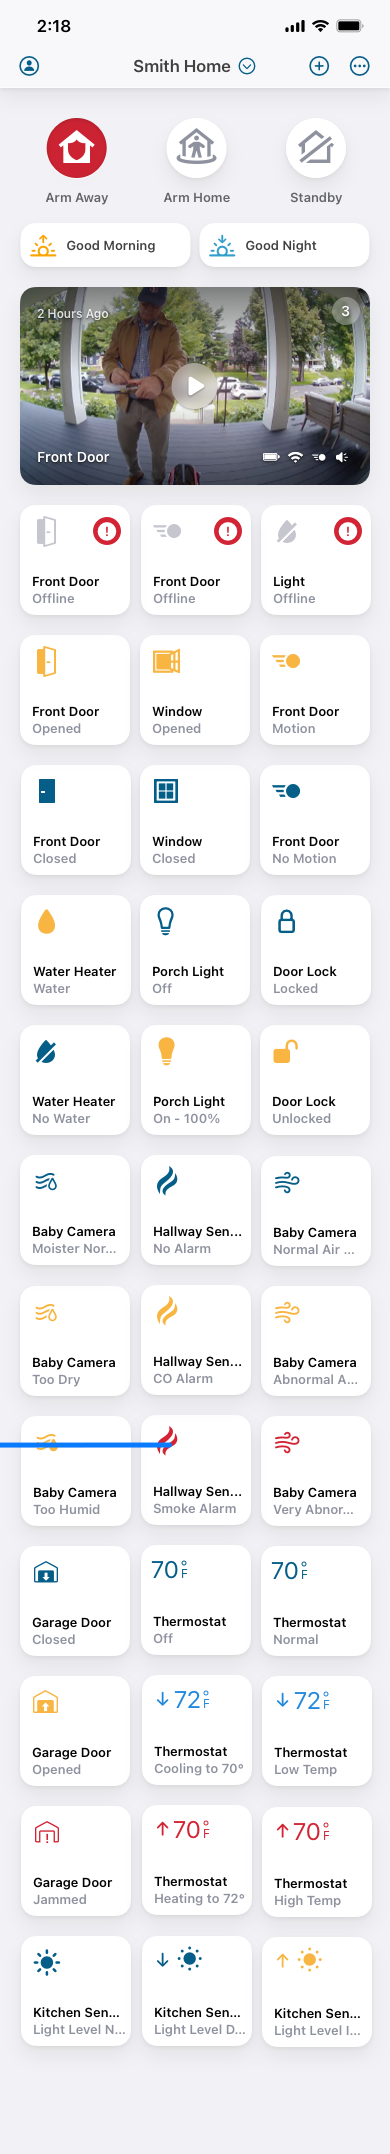 2:18
Smith Home
Arm Away
Arm Home
Standby
Good Morning
Good Night
2 Hours Ago
3
Front Door
Front Door
Offline
Front Door
Offline
Light
Offline
Front Door
Opened
Window
Opened
Front Door
Motion
Front Door
Closed
Window
Closed
Front Door
No Motion
Water Heater
Water
Porch Light
Off
Door Lock
Locked
Water Heater
No Water
Porch Light
On - 100%
Door Lock
Unlocked
Baby Camera
Moister Nor...
Hallway Sen...
No Alarm
Baby Camera
Normal Air ...
Baby Camera
Too Dry
Hallway Sen...
CO Alarm
Baby Camera
Abnormal A...
Baby Camera
Too Humid
Hallway Sen...
Smoke Alarm
Baby Camera
Very Abnor...
Garage Door
Closed
70°F
Thermostat
Off
70°F
Thermostat
Normal
Garage Door
Opened
↓72°F
Thermostat
Cooling to 70°
↓72°F
Thermostat
Low Temp
Garage Door
Jammed
↑70°F
Thermostat
Heating to 72°
↑70°F
Thermostat
High Temp
Kitchen Sen...
Light Level N...
Kitchen Sen...
Light Level D...
Kitchen Sen...
Light Level I...